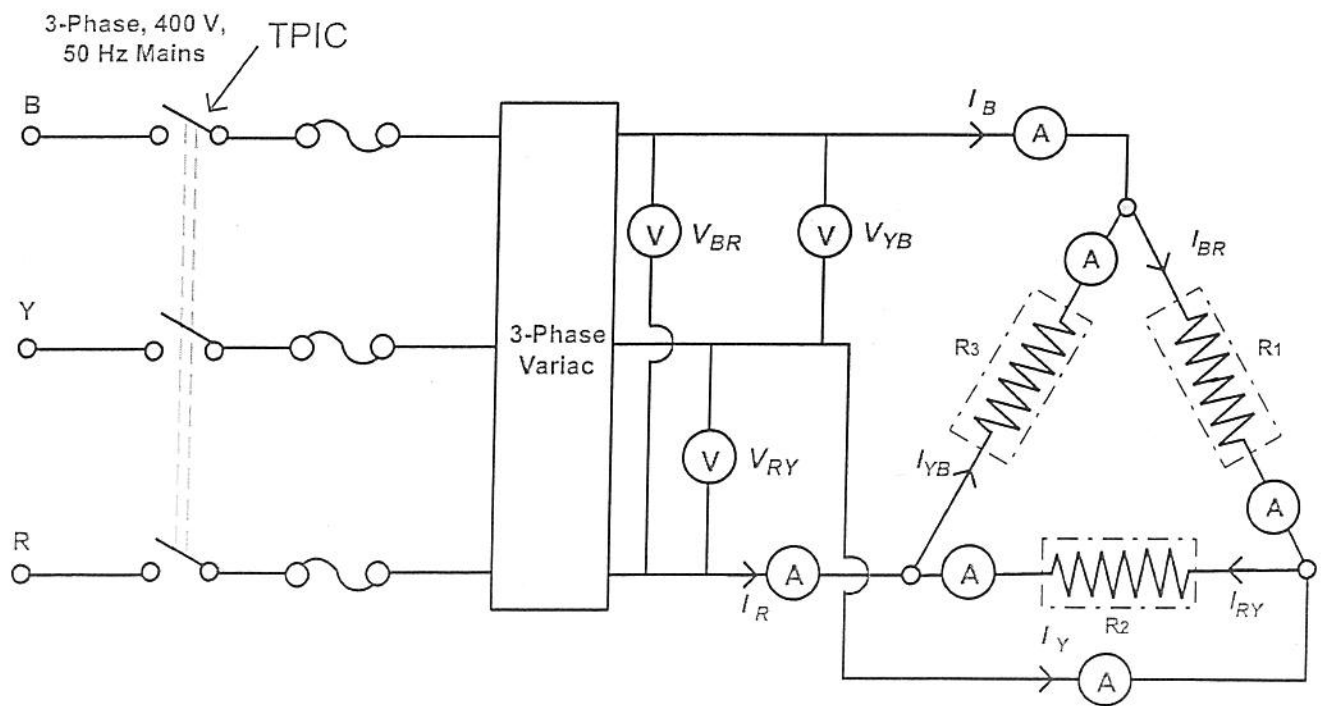 3-Phase, 400 V,
50 Hz Mains
TPIC
B
I_B
A
V
V_BR
V
V_YB
A
I_BR
Y
3-Phase
Variac
R3
R1
V
V_RY
I_YB
A
R
A
I_R
A
R2
I_RY
I_Y
A